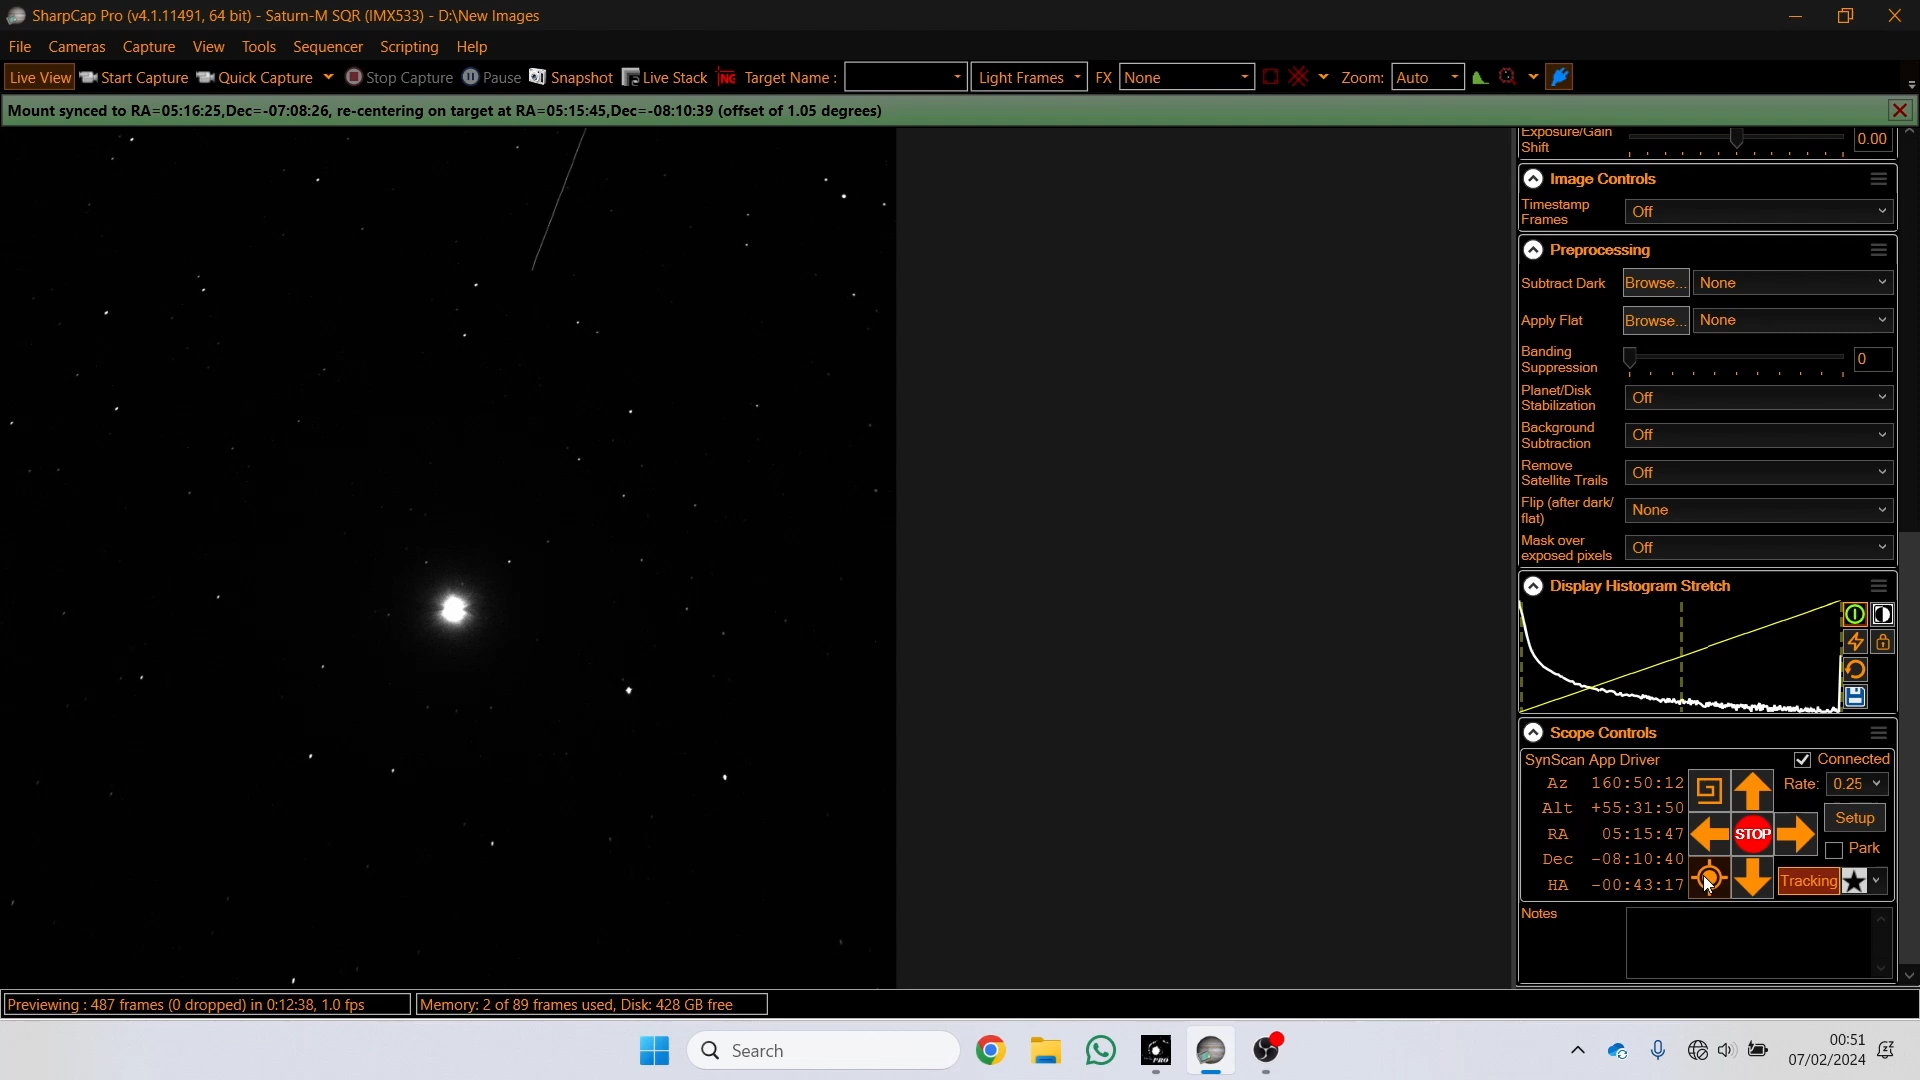 SharpCap Pro (v4.1.11491, 64 bit) - Saturn-M SQR (IMX533) - D:\New Images
File Cameras Capture View Tools Sequencer Scripting Help
Live View Start Capture Quick Capture Stop Capture Pause Snapshot Live Stack NG Target Name : Light Frames FX None Zoom: Auto
Mount synced to RA=05:16:25,Dec=-07:08:26, re-centering on target at RA=05:15:45,Dec=-08:10:39 (offset of 1.05 degrees)
Exposure/Gain
Shift 0.00
Image Controls
Timestamp
Frames Off
Preprocessing
Subtract Dark Browse... None
Apply Flat Browse... None
Banding
Suppression 0
Planet/Disk
Stabilization Off
Background
Subtraction Off
Remove
Satellite Trails Off
Flip (after dark/
flat) None
Mask over
exposed pixels Off
Display Histogram Stretch
Scope Controls
SynScan App Driver Connected
Az 160:50:12 Rate: 0.25
Alt +55:31:50 Setup
RA 05:15:47 STOP
Park
Dec -08:10:40
HA -00:43:17 Tracking
Notes
Previewing : 487 frames (0 dropped) in 0:12:38, 1.0 fps Memory: 2 of 89 frames used, Disk: 428 GB free
Search PRO 00:51
07/02/2024